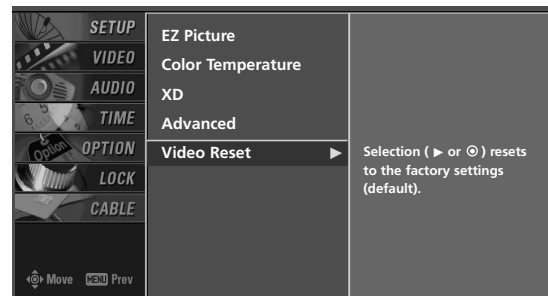 SETUP
VIDEO
AUDIO
TIME
OPTION
LOCK
CABLE
Move MENU Prev
EZ Picture
Color Temperature
XD
Advanced
Video Reset ▶
Selection ( ▶ or ◉ ) resets
to the factory settings
(default).